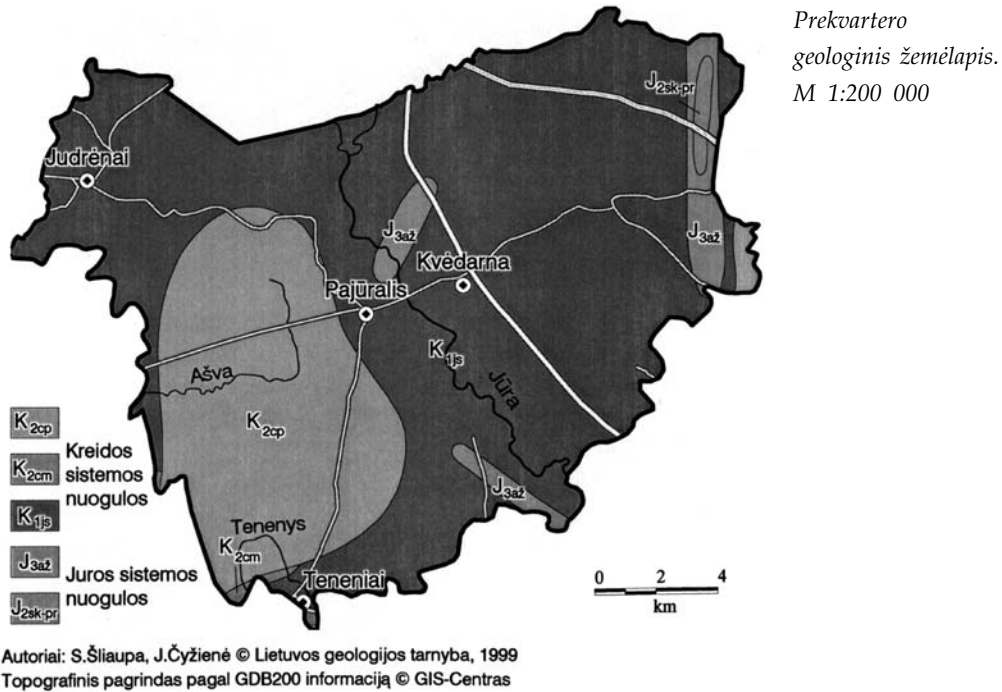 Prekvartero
geologinis žemėlapis.
M 1:200 000
J2sk-pr
Judrėnai
J3až
J3až
Kvėdarna
Pajūralis
K1js
Jūra
Ašva
K2cp
K2cp
K2cm
Kreidos
sistemos
nuogulos
K1js
J3až
Tenenys
K2cm
J3až
Juros sistemos
nuogulos
J2sk-pr
Teneniai
0 2 4
km
Autoriai: S.Šliaupa, J.Čyžienė © Lietuvos geologijos tarnyba, 1999
Topografinis pagrindas pagal GDB200 informaciją © GIS-Centras